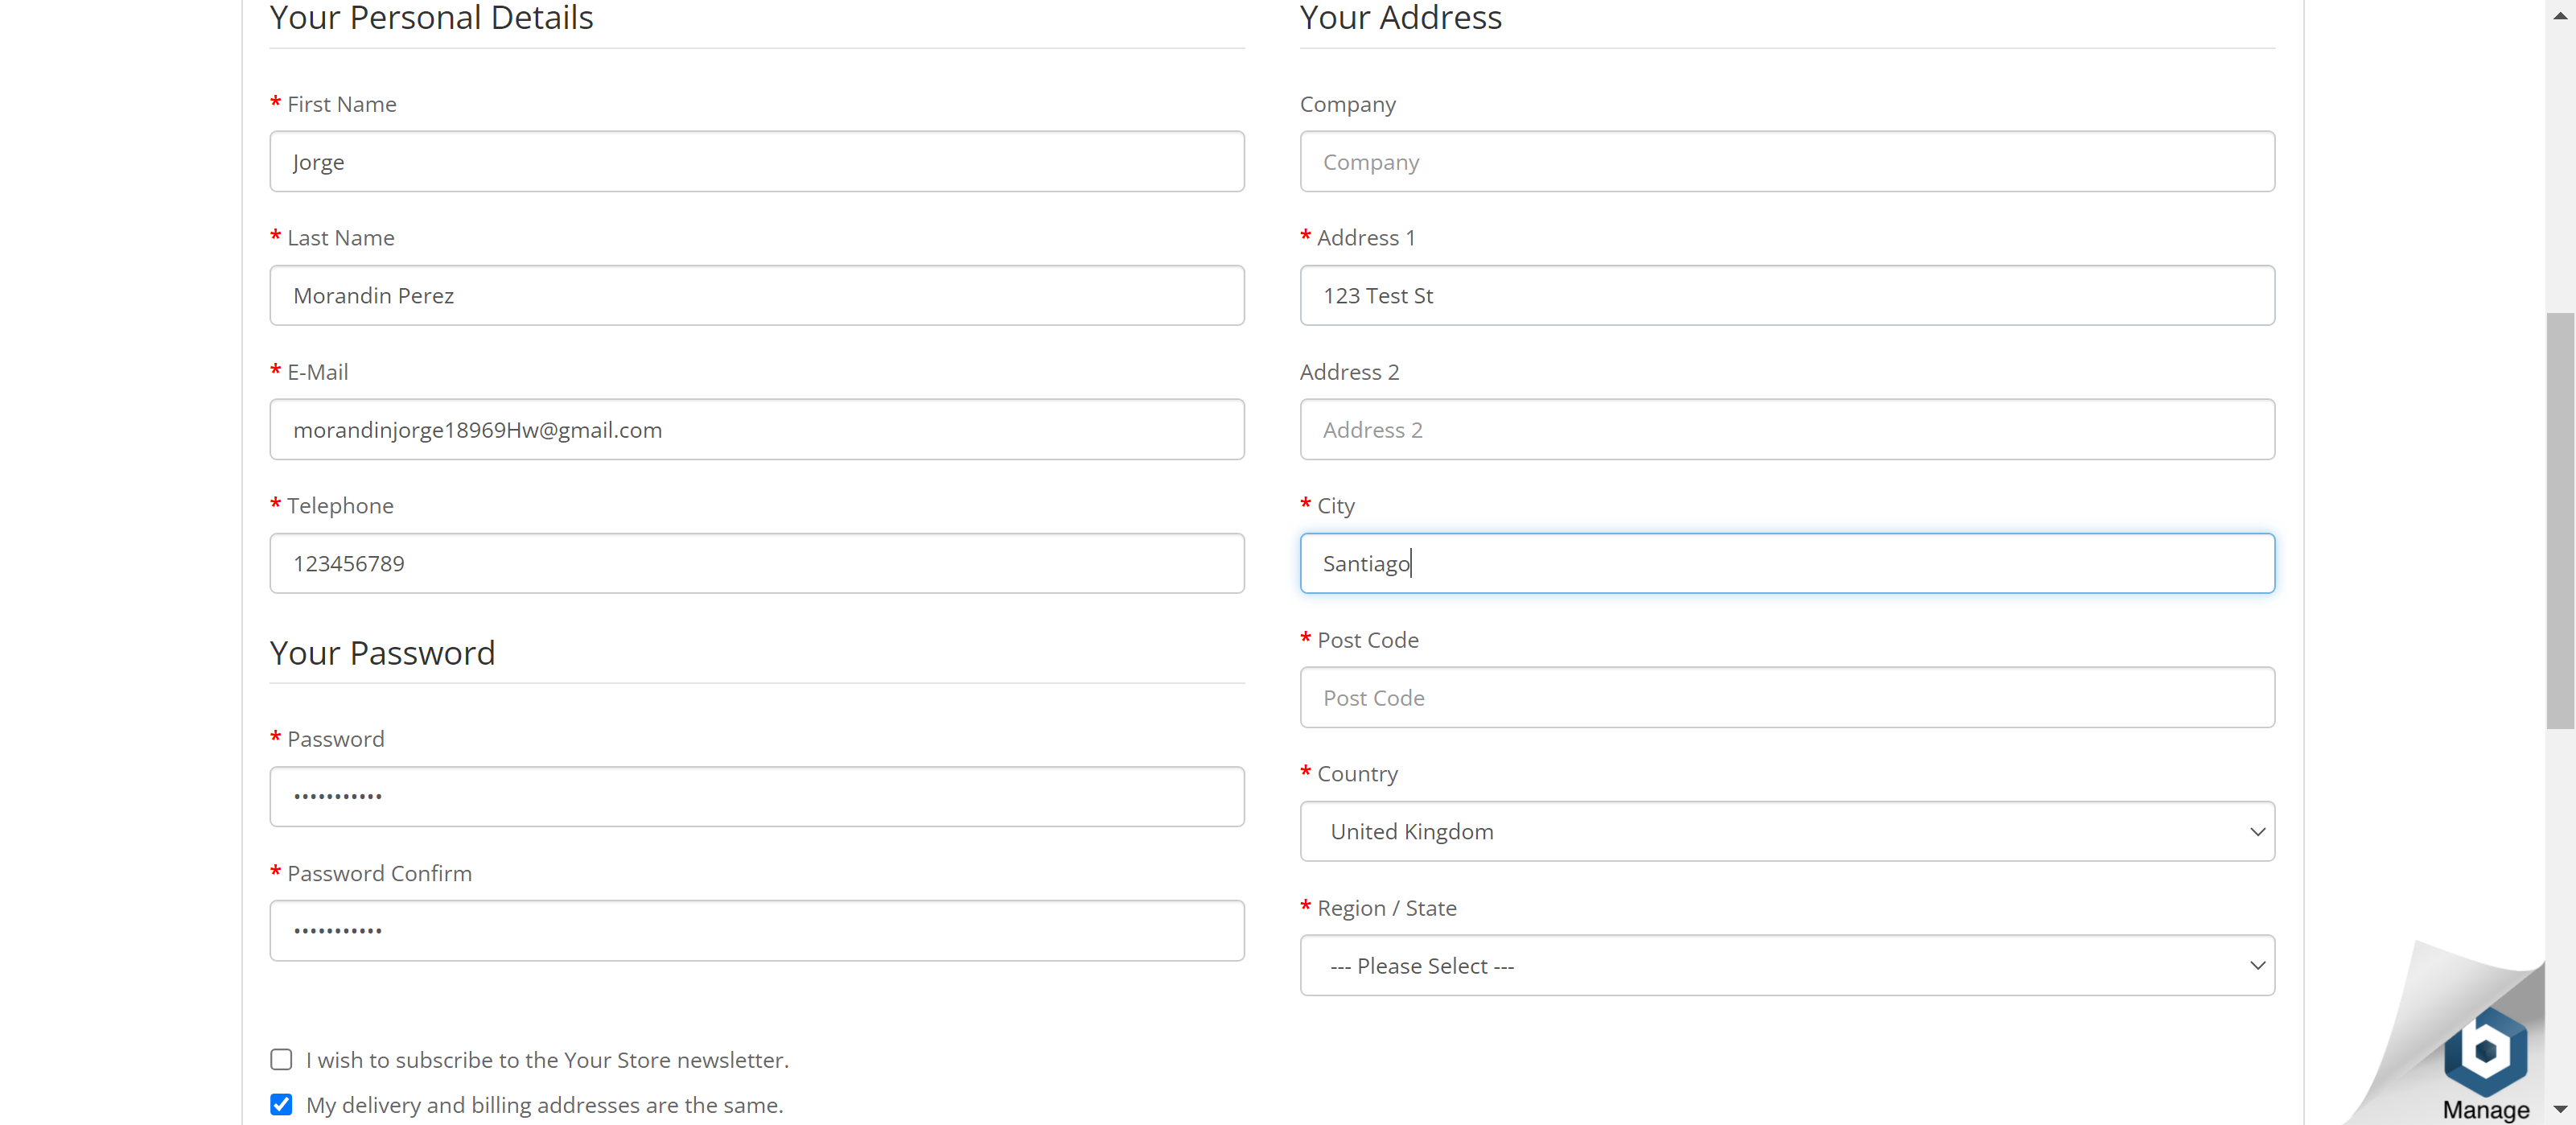 Your Personal Details
* First Name
Jorge
* Last Name
Morandin Perez
* E-Mail
morandinjorge18969Hw@gmail.com
* Telephone
123456789
Your Password
* Password
•••••••••••
* Password Confirm
•••••••••••
I wish to subscribe to the Your Store newsletter.
My delivery and billing addresses are the same.
Your Address
Company
Company
* Address 1
123 Test St
Address 2
Address 2
* City
Santiago
* Post Code
Post Code
* Country
United Kingdom
* Region / State
--- Please Select ---
b
Manage